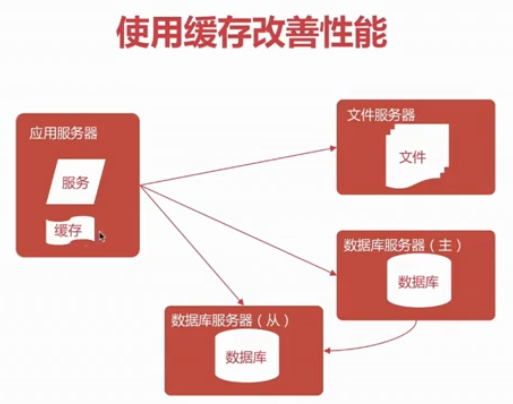 使用缓存改善性能
应用服务器
服务
缓存
文件服务器
文件
数据库服务器（主）
数据库
数据库服务器（从）
数据库